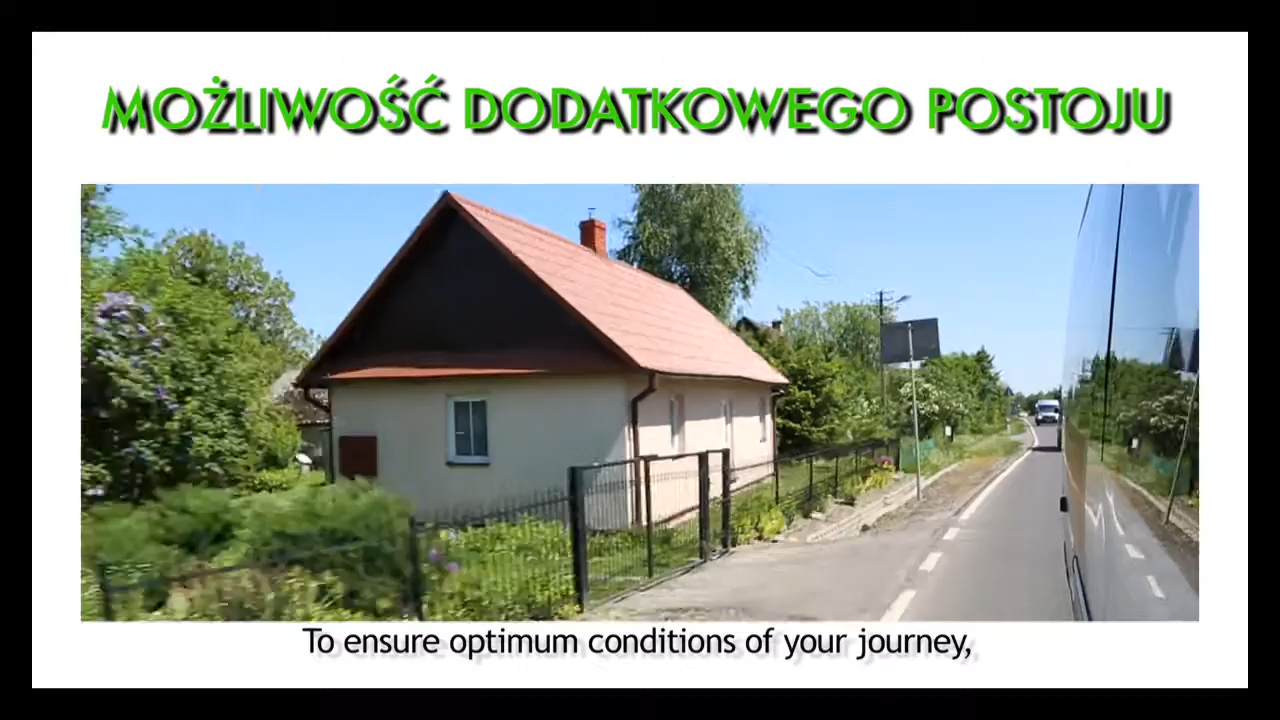 MOŻLIWOŚĆ DODATKOWEGO POSTOJU
To ensure optimum conditions of your journey,